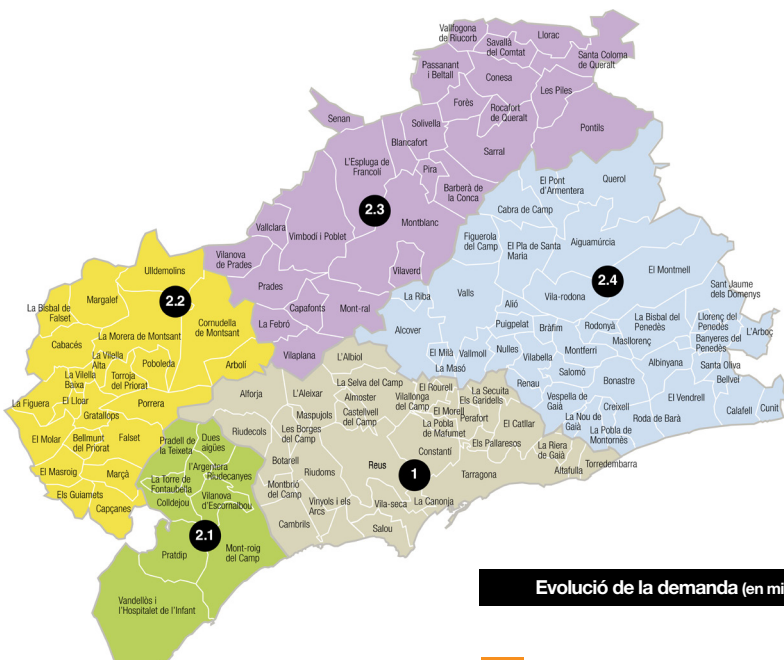 Vallfogona
de Riucorb
Llorac
Savallà
del Comtat
Santa Coloma
de Queralt
Passanant
i Beltall
Conesa
Les Piles
Forès
Rocafort
de Queralt
Senan
Solivella
Pontils
Blancafort
Sarral
L'Espluga de
Francolí
Pira
Barberà de
la Conca
2.3
Montblanc
Vallclara
Vimbodí i Poblet
Vilanova
de Prades
Vilaverd
Prades
Capafonts
Mont-ral
La Febró
Vilaplana
El Pont
d'Armentera
Querol
Cabra de Camp
Figuerola
del Camp
El Pla de Santa
Maria
Aiguamúrcia
2.4
El Montmell
Sant Jaume
dels Domenys
La Riba
Valls
Vila-rodona
Alió
Alcover
Puigpelat
Bràfim
Rodonyà
La Bisbal del
Penedès
Llorenç del
Penedès
L'Arboç
Masllorenç
Banyeres del
Penedès
El Milà
Vallmoll
Nulles
Vilabella
Montferri
Albinyana
Santa Oliva
La Masó
Salomó
Bellvei
Renau
Bonastre
Vespella de
Gaià
El Vendrell
Creixell
Calafell
Cunit
La Nou de
Gaià
Roda de Barà
La Pobla de
Montornès
Ulldemolins
2.2
Margalef
La Bisbal de
Falset
Cornudella
de Montsant
La Morera de Montsant
Cabacés
La Vilella
Alta
Poboleda
Arbolí
La Vilella
Baixa
Torroja
del Priorat
La Figuera
El Lloar
Gratallops
Porrera
El Molar
Bellmunt
del Priorat
Falset
El Masroig
Marçà
Els Guiamets
Capçanes
L'Albiol
Alforja
L'Aleixar
La Selva del Camp
El Rourell
La Secuita
Almoster
Vilallonga
del Camp
Els Garidells
Maspujols
Castellvell
del Camp
El Morell
Perafort
Riudecols
Les Borges
del Camp
La Pobla
de Mafumet
El Catllar
Els Pallaresos
La Riera
de Gaià
Botarell
Reus
Constantí
Altafulla
Torredembarra
Riudoms
1
Tarragona
Montbrió
del Camp
Vinyols i els
Arcs
Vila-seca
La Canonja
Cambrils
Salou
Pradell de
la Teixeta
Dues
aigües
l'Argentera
Riudecanyes
La Torre de
Fontaubella
Colldejou
Vilanova
d'Escornalbou
2.1
Pratdip
Mont-roig
del Camp
Vandellòs i
l'Hospitalet de l'Infant
Evolució de la demanda (en mi